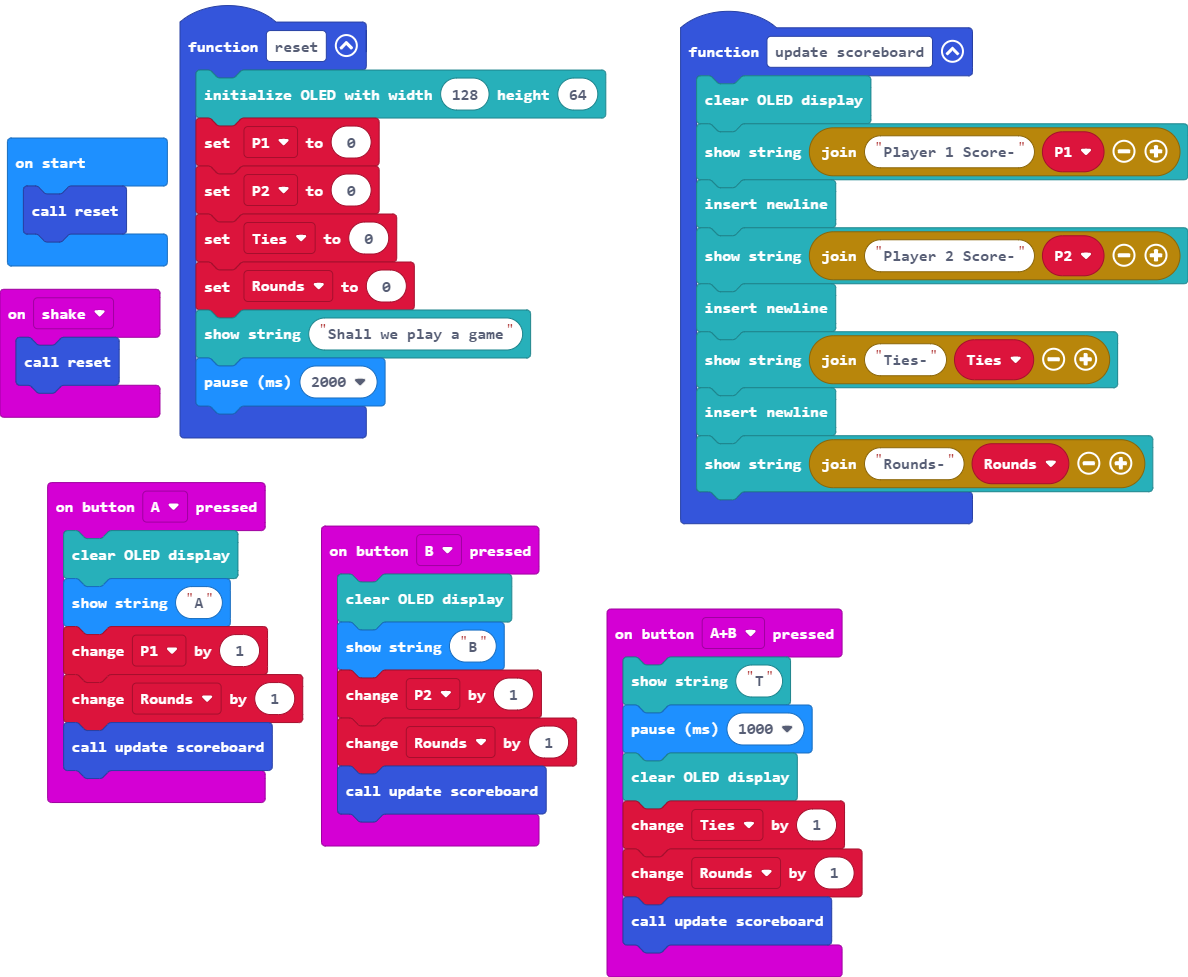 on start
call reset
on shake
call reset
function reset
initialize OLED with width 128 height 64
set P1 to 0
set P2 to 0
set Ties to 0
set Rounds to 0
show string "Shall we play a game"
pause (ms) 2000
function update scoreboard
clear OLED display
show string join "Player 1 Score-" P1
insert newline
show string join "Player 2 Score-" P2
insert newline
show string join "Ties-" Ties
insert newline
show string join "Rounds-" Rounds
on button A pressed
clear OLED display
show string "A"
change P1 by 1
change Rounds by 1
call update scoreboard
on button B pressed
clear OLED display
show string "B"
change P2 by 1
change Rounds by 1
call update scoreboard
on button A+B pressed
show string "T"
pause (ms) 1000
clear OLED display
change Ties by 1
change Rounds by 1
call update scoreboard